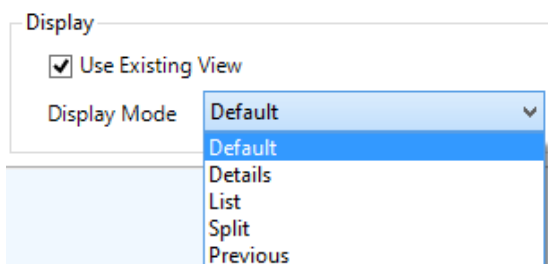 Display
Use Existing View
Display Mode Default
Default
Details
List
Split
Previous